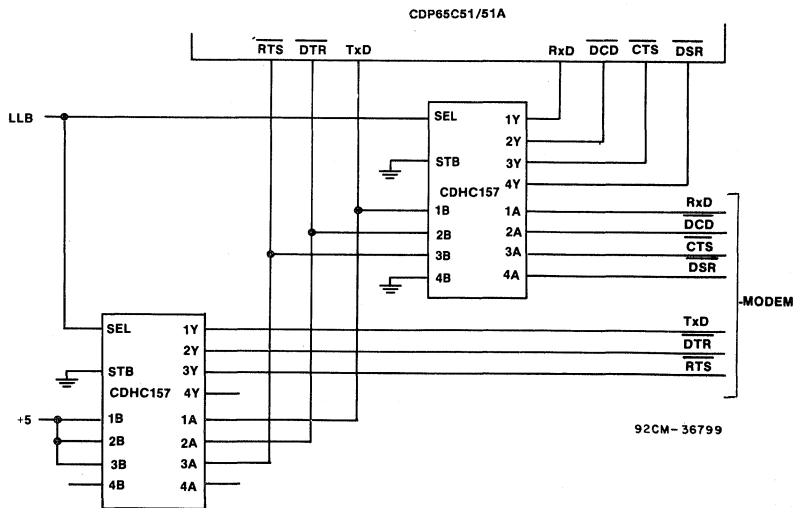 CDP65C51/51A
RTS DTR TxD RxD DCD CTS DSR
LLB
SEL 1Y
2Y
STB 3Y
CDHC157 4Y
1B 1A RxD
2B 2A DCD
3B 3A CTS
4B 4A DSR
MODEM
SEL 1Y TxD
2Y DTR
STB 3Y RTS
CDHC157 4Y
+5 1B 1A
2B 2A
3B 3A
4B 4A
92CM-36799